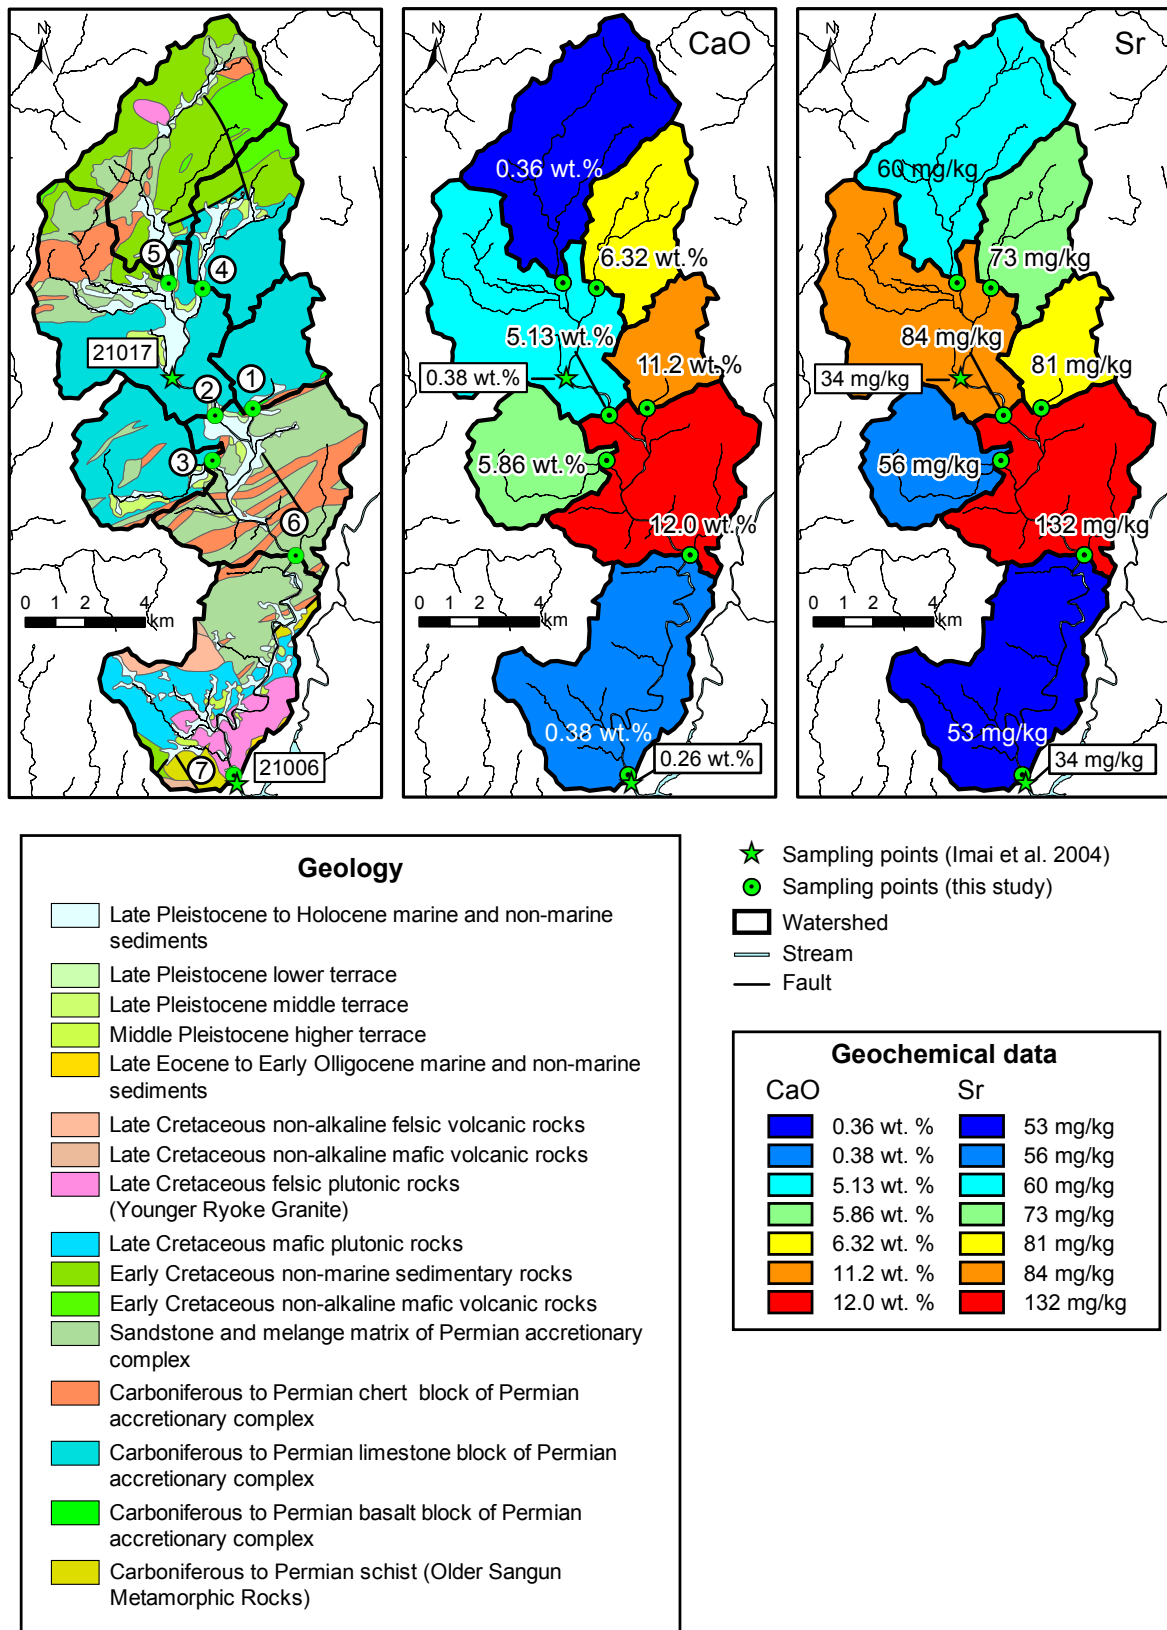 N
5
4
21017
2
1
3
6
0 1 2 4
km
7
21006
N
CaO
0.36 wt.%
6.32 wt.%
5.13 wt.%
0.38 wt.%
11.2 wt.%
5.86 wt.%
12.0 wt.%
0 1 2 4
km
0.38 wt.%
0.26 wt.%
N
Sr
60 mg/kg
73 mg/kg
84 mg/kg
34 mg/kg
81 mg/kg
56 mg/kg
132 mg/kg
0 1 2 4
km
53 mg/kg
34 mg/kg
Geology
Late Pleistocene to Holocene marine and non-marine
sediments
Late Pleistocene lower terrace
Late Pleistocene middle terrace
Middle Pleistocene higher terrace
Late Eocene to Early Olligocene marine and non-marine
sediments
Late Cretaceous non-alkaline felsic volcanic rocks
Late Cretaceous non-alkaline mafic volcanic rocks
Late Cretaceous felsic plutonic rocks
(Younger Ryoke Granite)
Late Cretaceous mafic plutonic rocks
Early Cretaceous non-marine sedimentary rocks
Early Cretaceous non-alkaline mafic volcanic rocks
Sandstone and melange matrix of Permian accretionary
complex
Carboniferous to Permian chert block of Permian
accretionary complex
Carboniferous to Permian limestone block of Permian
accretionary complex
Carboniferous to Permian basalt block of Permian
accretionary complex
Carboniferous to Permian schist (Older Sangun
Metamorphic Rocks)
Sampling points (Imai et al. 2004)
Sampling points (this study)
Watershed
Stream
Fault
Geochemical data
CaO Sr
0.36 wt. % 53 mg/kg
0.38 wt. % 56 mg/kg
5.13 wt. % 60 mg/kg
5.86 wt. % 73 mg/kg
6.32 wt. % 81 mg/kg
11.2 wt. % 84 mg/kg
12.0 wt. % 132 mg/kg